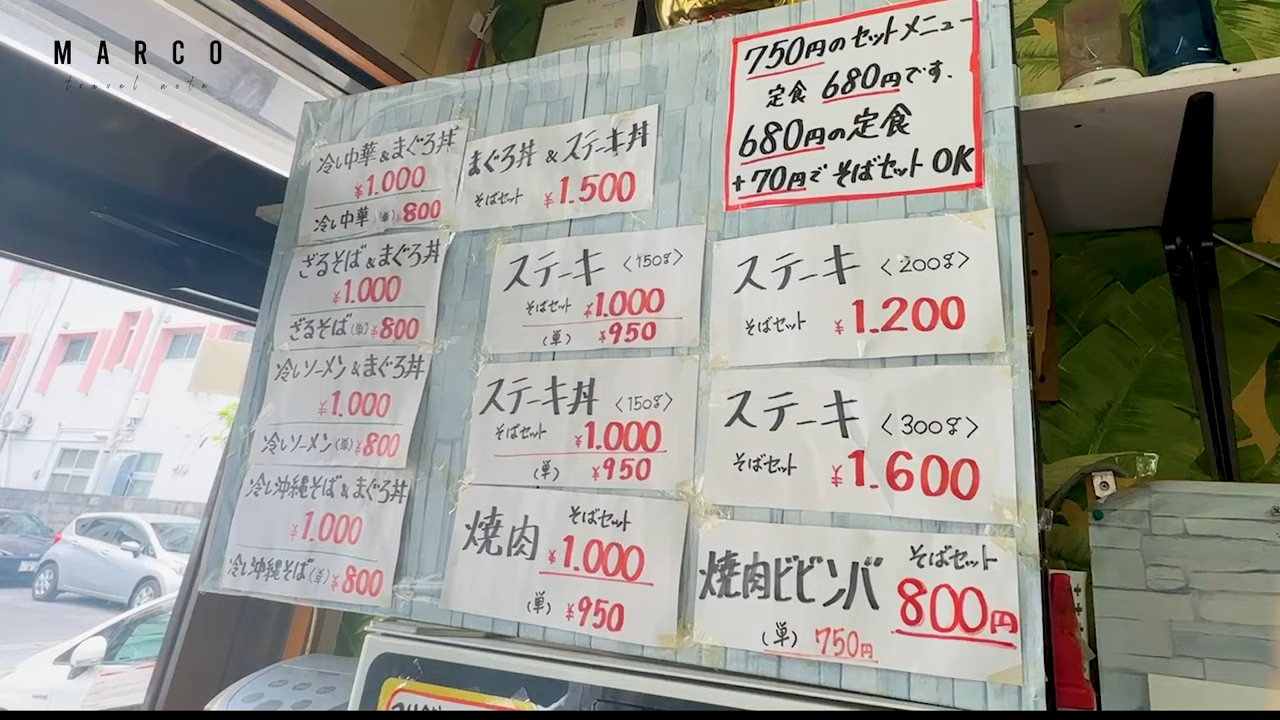 MARCO
travel note
750円のセットメニュー
定食 680円です.
680円の定食
+70円で そばセット OK
冷し中華&まぐろ丼
¥1.000
冷し中華(単)¥800
まぐろ丼 & ステーキ丼
そばセット ¥1.500
ざるそば&まぐろ丼
¥1.000
ざるそば(単)¥800
ステーキ 〈150g〉
そばセット ¥1.000
(単) ¥950
ステーキ 〈200g〉
そばセット ¥1.200
冷しソーメン&まぐろ丼
¥1.000
冷しソーメン(単)¥800
ステーキ丼 〈150g〉
そばセット ¥1.000
(単) ¥950
ステーキ 〈300g〉
そばセット ¥1.600
冷し沖縄そば&まぐろ丼
¥1.000
冷し沖縄そば(単)¥800
焼肉 そばセット
¥1.000
(単) ¥950
焼肉ビビンバ そばセット
800円
(単) 750円